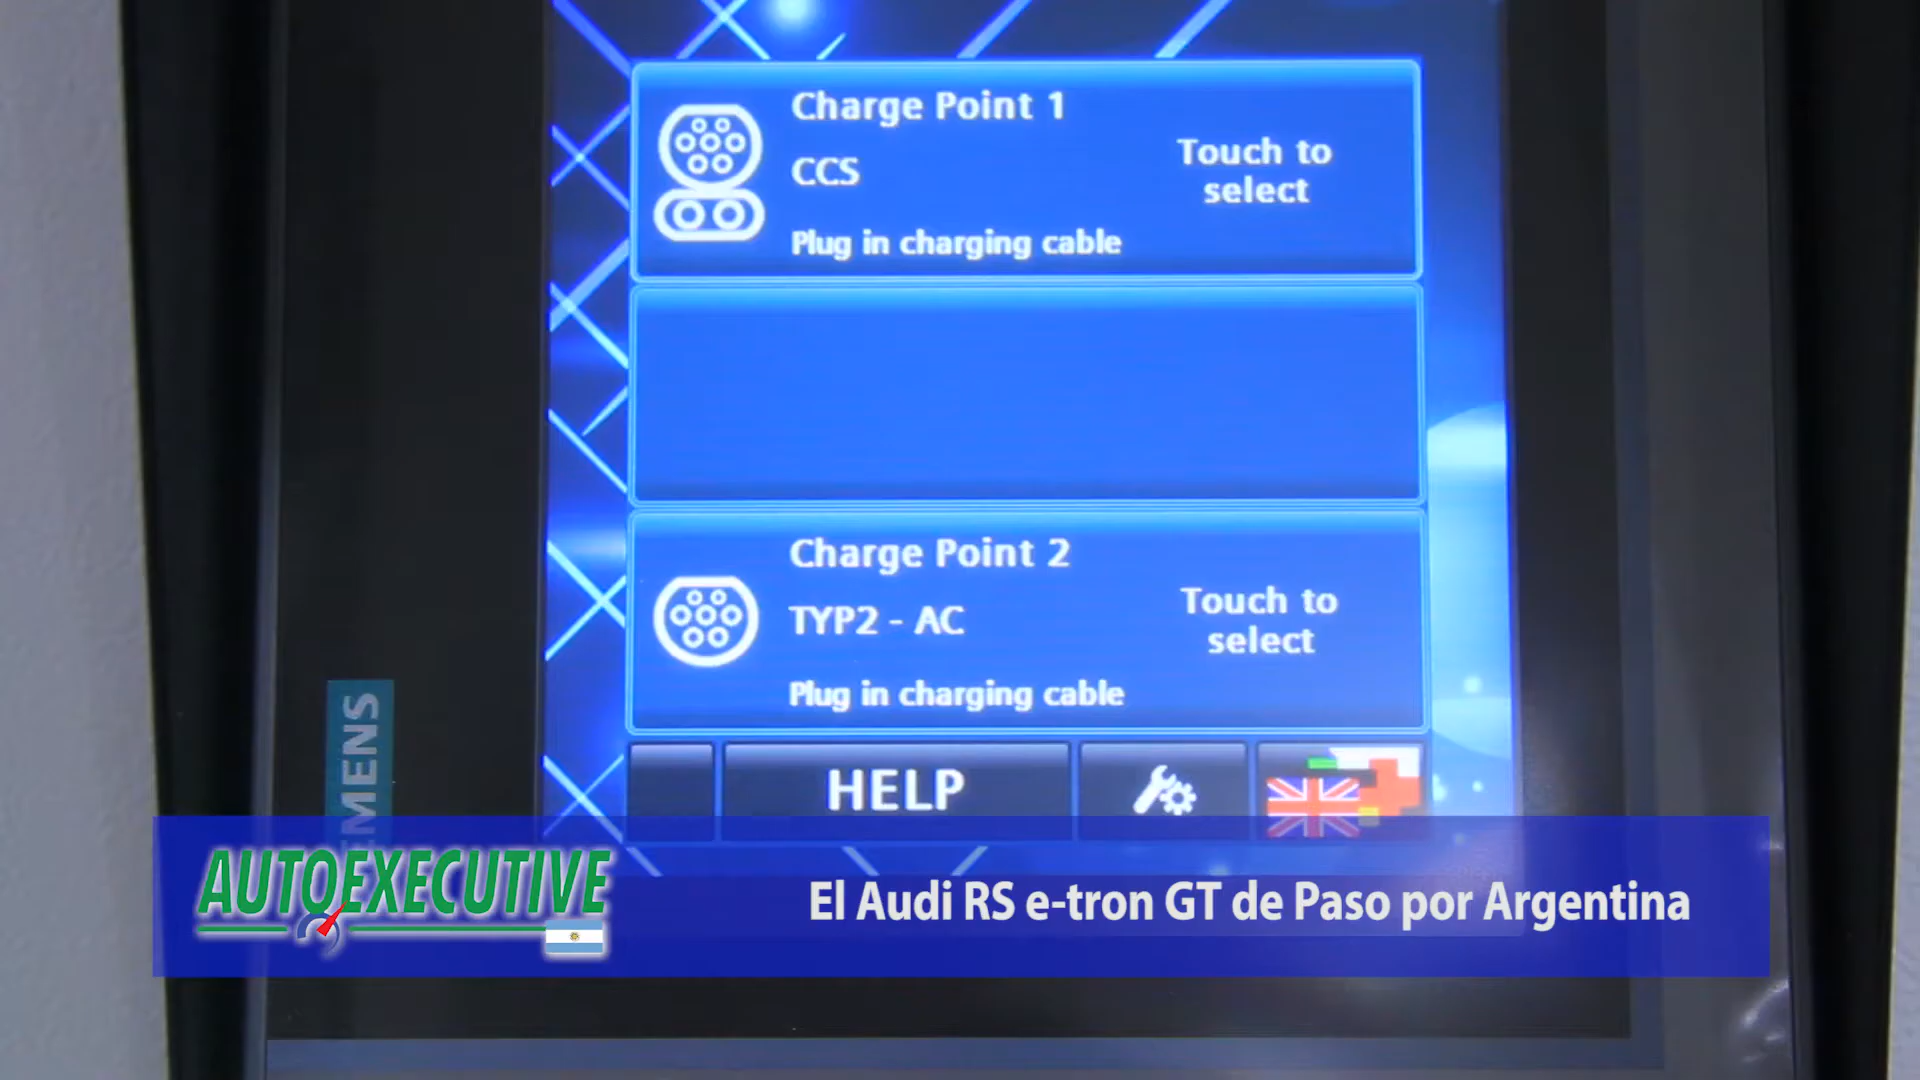 Charge Point 1
CCS
Touch to
select
Plug in charging cable
Charge Point 2
TYP2 - AC
Touch to
select
Plug in charging cable
HELP
SIEMENS
AUTOEXECUTIVE
El Audi RS e-tron GT de Paso por Argentina